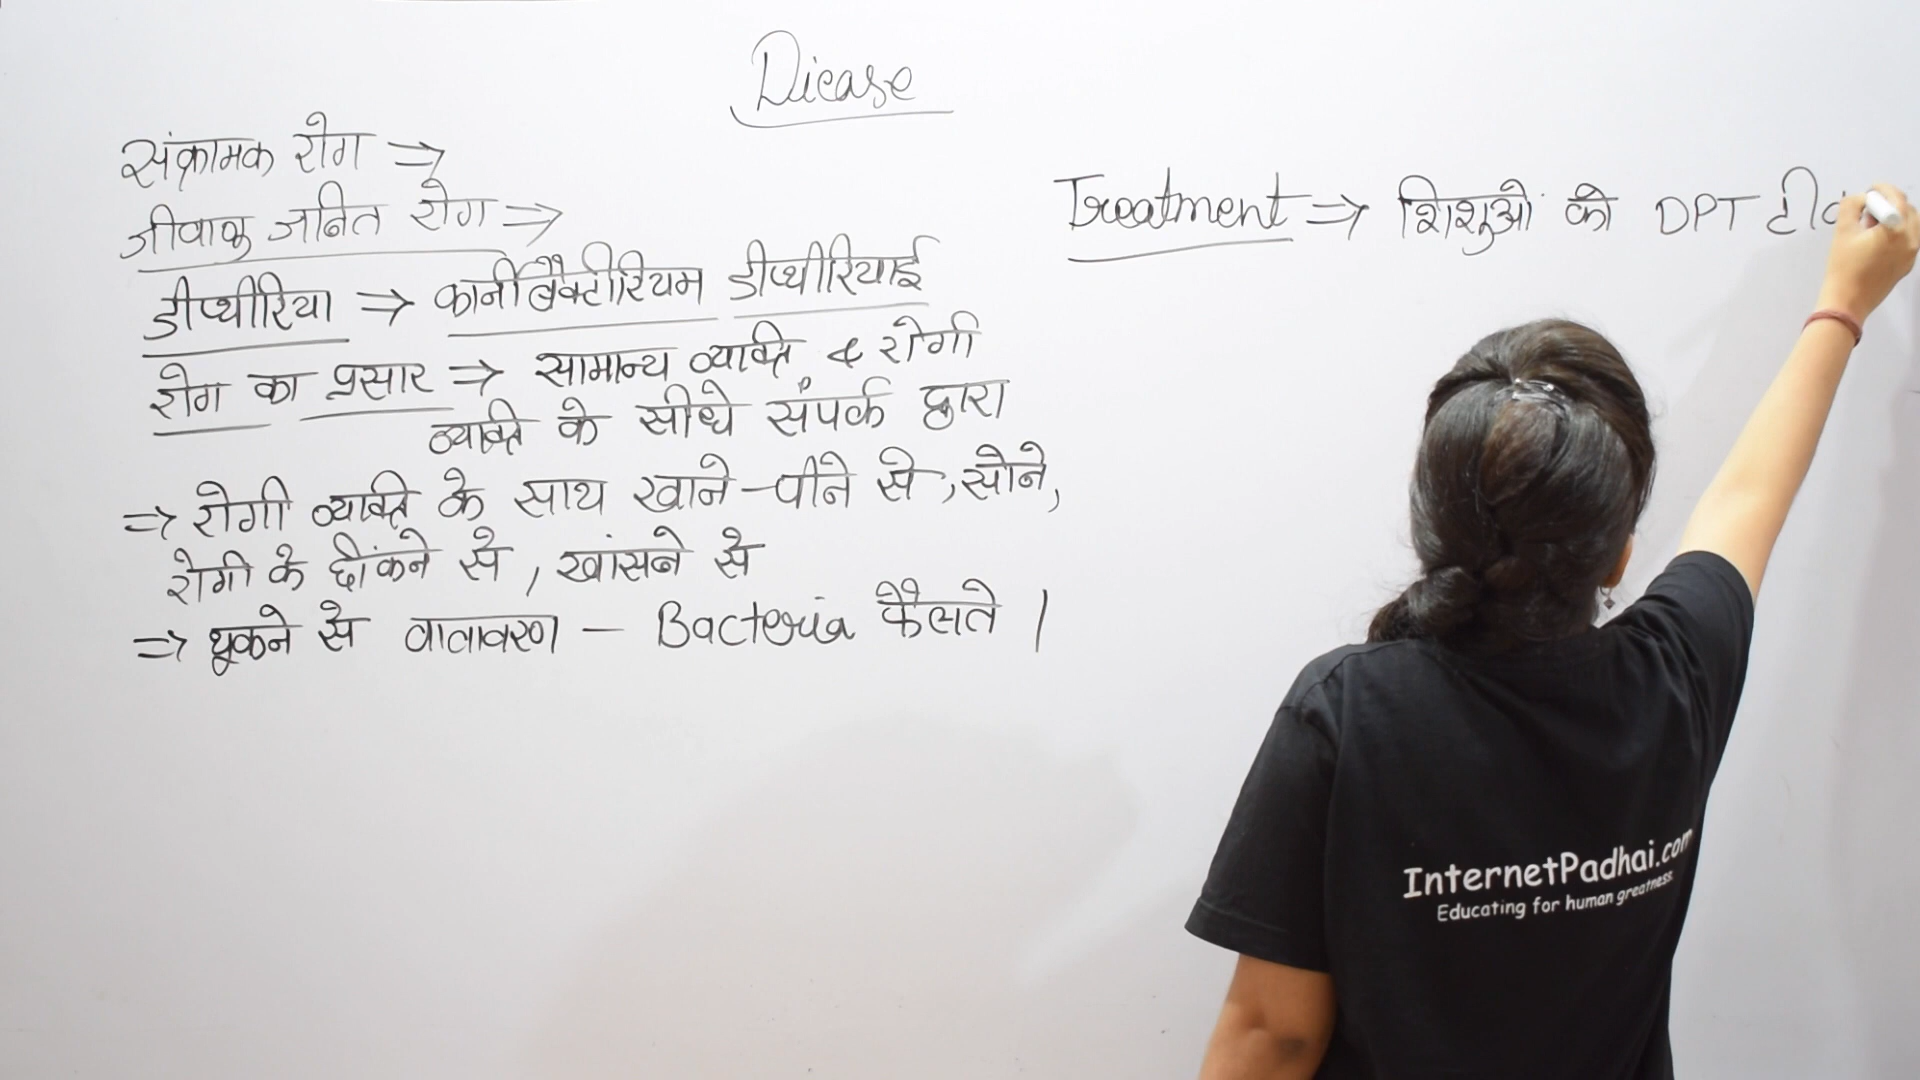 Dicase
संक्रामक रोग ⇒
जीवाणु जनित रोग ⇒
डीप्थीरिया ⇒ कार्नीबैक्टीरियम डीप्थीरियाई
रोग का प्रसार ⇒ सामान्य व्यक्ति & रोगी
व्यक्ति के सीधे संपर्क द्वारा
⇒ रोगी व्यक्ति के साथ खाने-पीने से, सोने,
रोगी के छींकने से, खांसने से
⇒ थूकने से वातावरण - Bacteria फैलते |
Treatment ⇒ शिशुओं को DPT
InternetPadhai.com
Educating for human greatness